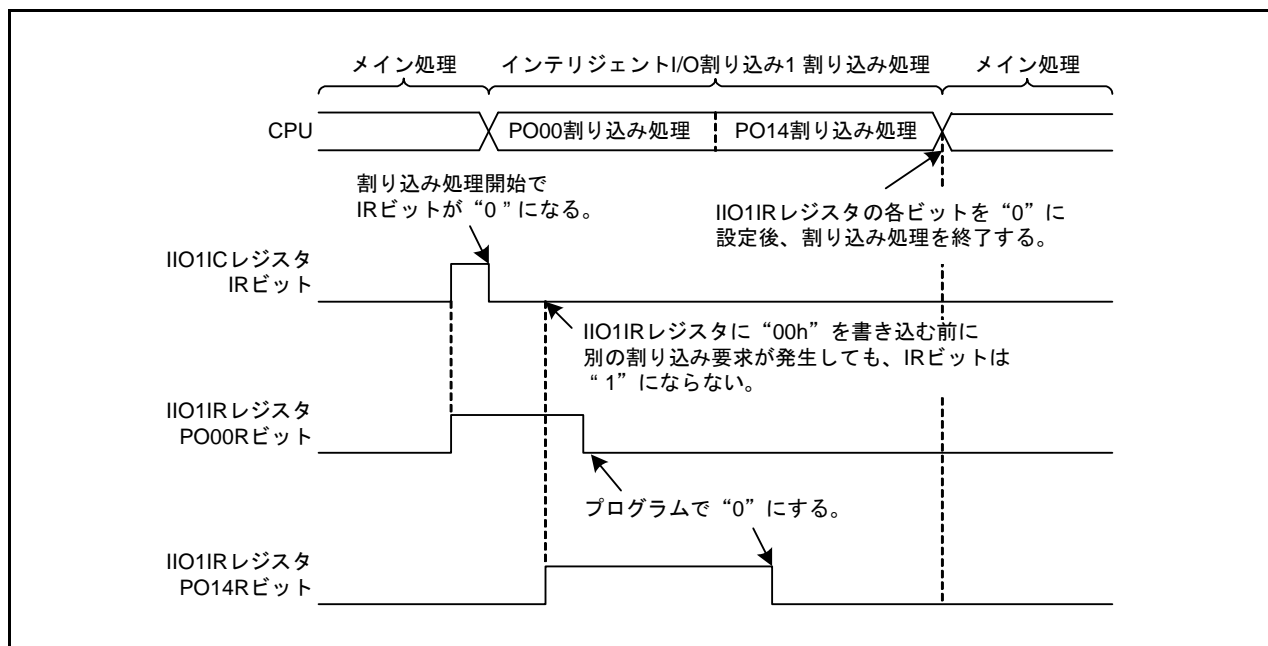 メイン処理 インテリジェントI/O割り込み1 割り込み処理 メイン処理
CPU PO00割り込み処理 PO14割り込み処理
割り込み処理開始で
IRビットが“0 ”になる。
IIO1IRレジスタの各ビットを“0”に
設定後、割り込み処理を終了する。
IIO1ICレジスタ
IRビット
IIO1IRレジスタに“00h”を書き込む前に
別の割り込み要求が発生しても、IRビットは
“ 1”にならない。
IIO1IRレジスタ
PO00Rビット
プログラムで“0”にする。
IIO1IRレジスタ
PO14Rビット